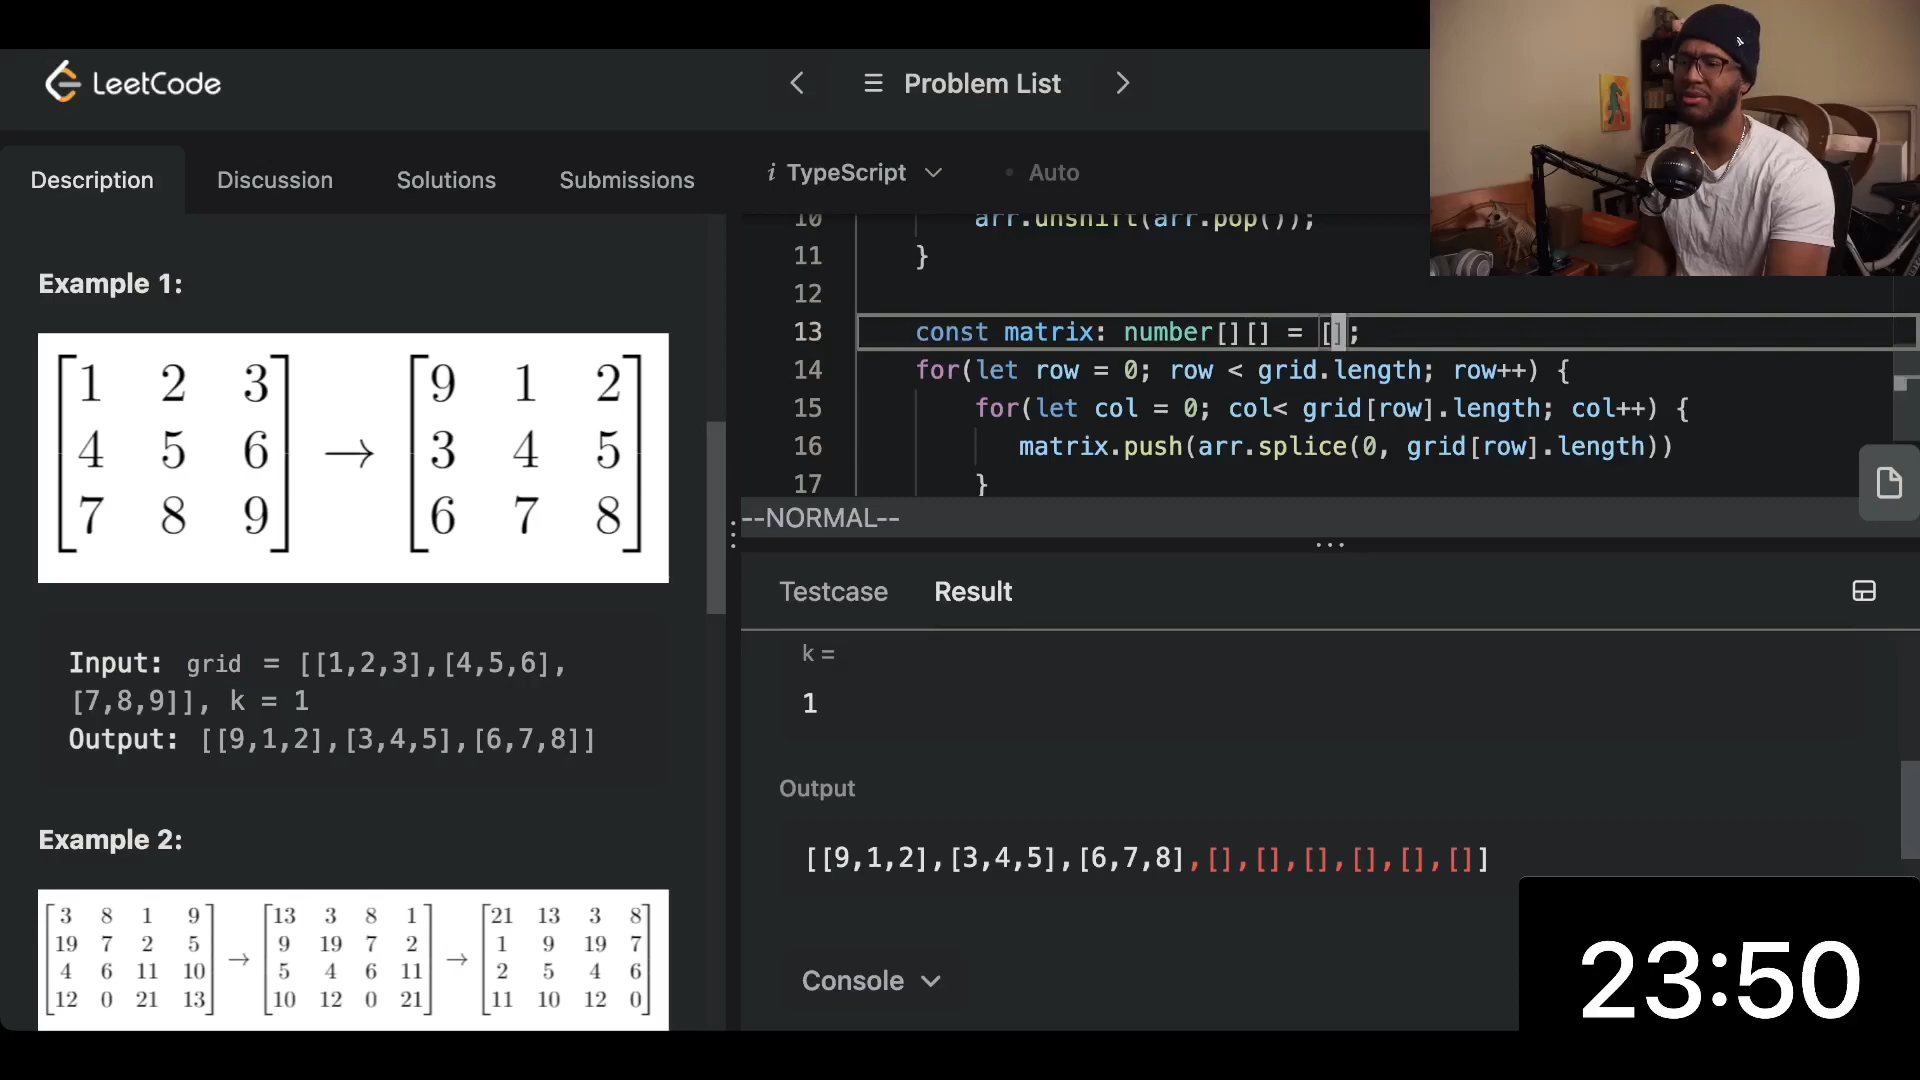 LeetCode
Problem List
Description
Discussion
Solutions
Submissions
i TypeScript
• Auto
Example 1:
1 2 3
4 5 6
7 8 9
→
9 1 2
3 4 5
6 7 8
Input: grid = [[1,2,3],[4,5,6],
[7,8,9]], k = 1
Output: [[9,1,2],[3,4,5],[6,7,8]]
Example 2:
3 8 1 9
19 7 2 5
4 6 11 10
12 0 21 13
→
13 3 8 1
9 19 7 2
5 4 6 11
10 12 0 21
→
21 13 3 8
1 9 19 7
2 5 4 6
11 10 12 0
10 arr.unshift(arr.pop());
11 }
12
13 const matrix: number[][] = [];
14 for(let row = 0; row < grid.length; row++) {
15 for(let col = 0; col< grid[row].length; col++) {
16 matrix.push(arr.splice(0, grid[row].length))
17 }
--NORMAL--
Testcase
Result
k =
1
Output
[[9,1,2],[3,4,5],[6,7,8],[],[],[],[],[],[]]
Console
23:50